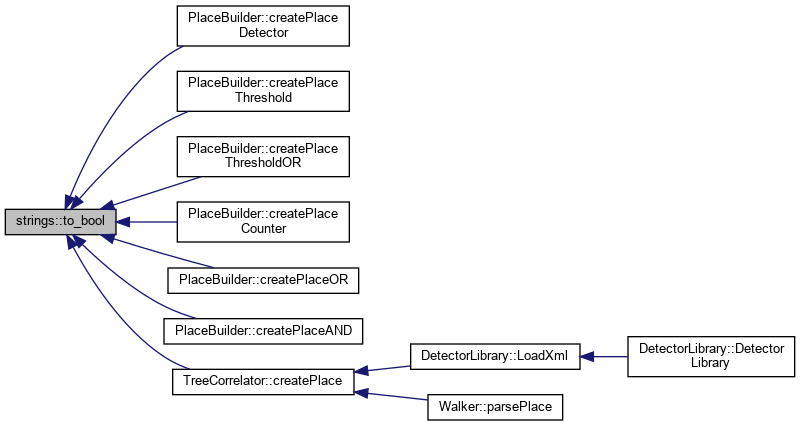 PlaceBuilder::createPlace
Detector
PlaceBuilder::createPlace
Threshold
PlaceBuilder::createPlace
ThresholdOR
strings::to_bool
PlaceBuilder::createPlace
Counter
PlaceBuilder::createPlaceOR
PlaceBuilder::createPlaceAND
TreeCorrelator::createPlace
DetectorLibrary::LoadXml
DetectorLibrary::Detector
Library
Walker::parsePlace